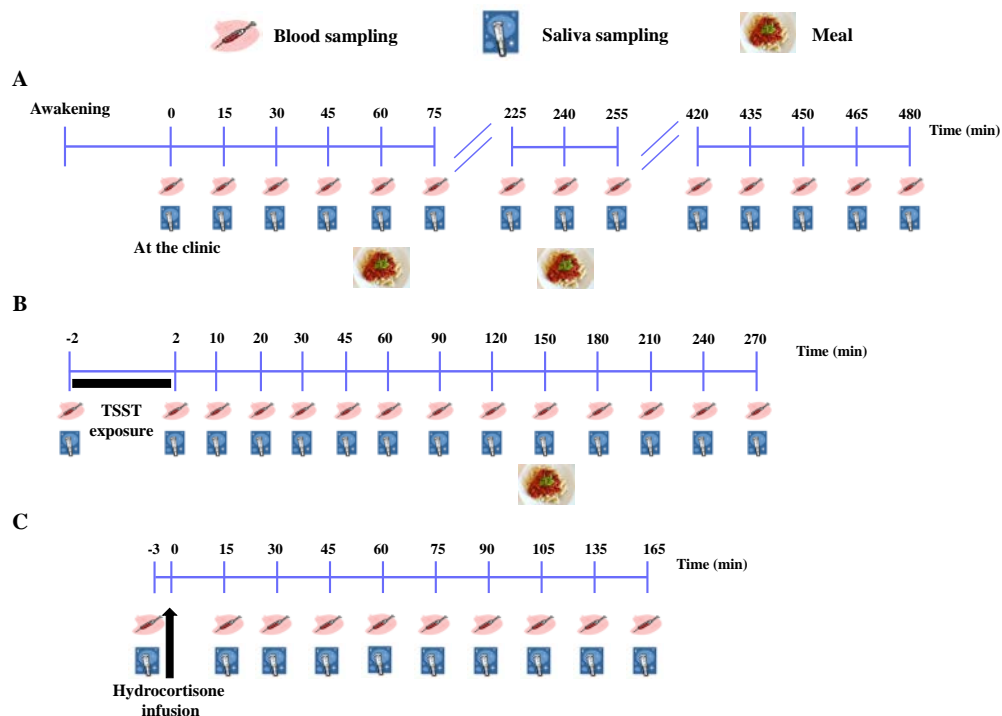 Blood sampling Saliva sampling Meal
A
Awakening 0 15 30 45 60 75 225 240 255 420 435 450 465 480 Time (min)
At the clinic
B
-2 2 10 20 30 45 60 90 120 150 180 210 240 270 Time (min)
TSST
exposure
C
-3 0 15 30 45 60 75 90 105 135 165 Time (min)
Hydrocortisone
infusion